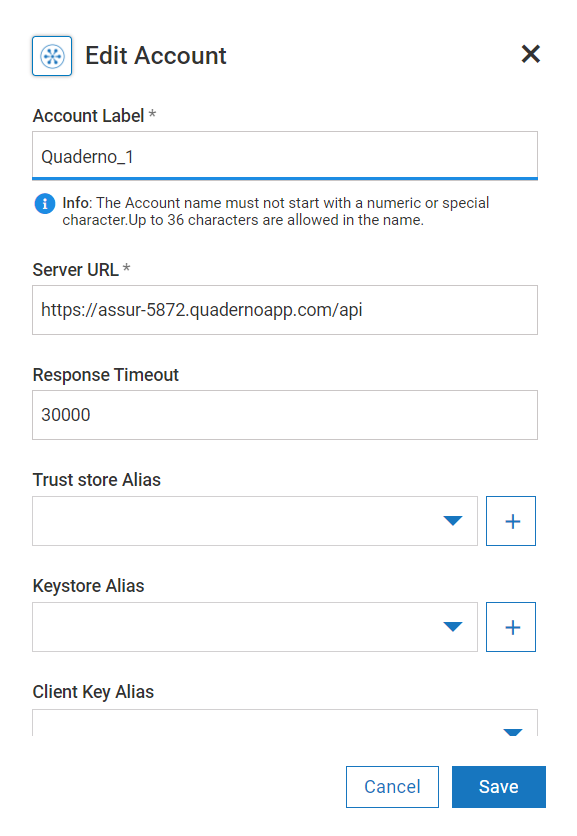 Edit Account
Account Label *
Quaderno_1
Info: The Account name must not start with a numeric or special
character.Up to 36 characters are allowed in the name.
Server URL *
https://assur-5872.quadernoapp.com/api
Response Timeout
30000
Trust store Alias
Keystore Alias
Client Key Alias
Cancel
Save